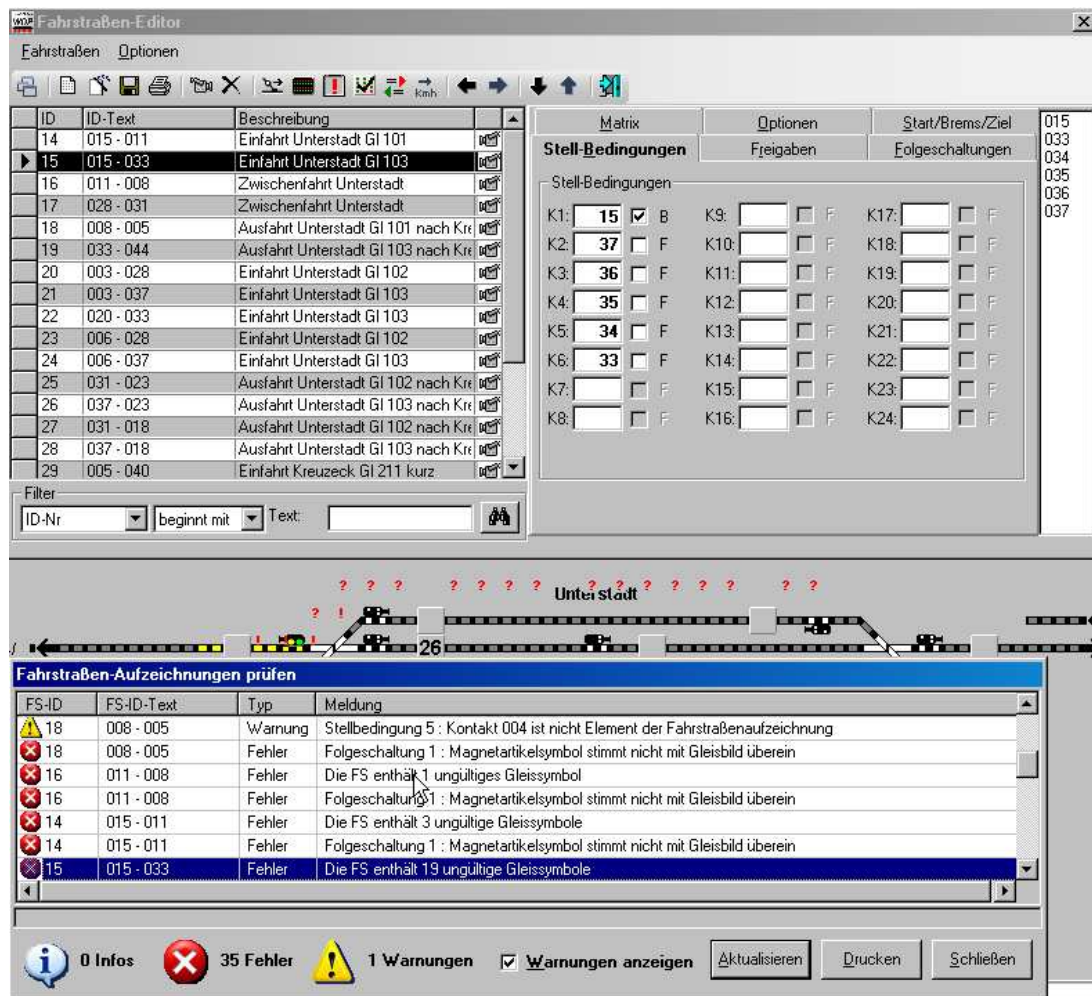 WDP Fahrstraßen-Editor
Fahrstraßen Optionen
kmh
ID ID-Text Beschreibung
14 015 - 011 Einfahrt Unterstadt Gl 101
15 015 - 033 Einfahrt Unterstadt Gl 103
16 011 - 008 Zwischenfahrt Unterstadt
17 028 - 031 Zwischenfahrt Unterstadt
18 008 - 005 Ausfahrt Unterstadt Gl 101 nach Kre
19 033 - 044 Ausfahrt Unterstadt Gl 103 nach Kre
20 003 - 028 Einfahrt Unterstadt Gl 102
21 003 - 037 Einfahrt Unterstadt Gl 103
22 020 - 033 Einfahrt Unterstadt Gl 103
23 006 - 028 Einfahrt Unterstadt Gl 102
24 006 - 037 Einfahrt Unterstadt Gl 103
25 031 - 023 Ausfahrt Unterstadt Gl 102 nach Kre
26 037 - 023 Ausfahrt Unterstadt Gl 103 nach Kre
27 031 - 018 Ausfahrt Unterstadt Gl 102 nach Kre
28 037 - 018 Ausfahrt Unterstadt Gl 103 nach Kre
29 005 - 040 Einfahrt Kreuzeck Gl 211 kurz
Filter
ID-Nr beginnt mit Text:
Matrix Optionen Start/Brems/Ziel
Stell-Bedingungen Freigaben Folgeschaltungen
Stell-Bedingungen
K1: 15 B K9: F K17: F
K2: 37 F K10: F K18: F
K3: 36 F K11: F K19: F
K4: 35 F K12: F K20: F
K5: 34 F K13: F K21: F
K6: 33 F K14: F K22: F
K7: F K15: F K23: F
K8: F K16: F K24: F
015
033
034
035
036
037
? ? ? ? ? ? ? ? ? ? ? ? ? ? ? ?
Unterstadt
? !
! ! !
26
Fahrstraßen-Aufzeichnungen prüfen
FS-ID FS-ID-Text Typ Meldung
18 008 - 005 Warnung Stellbedingung 5 : Kontakt 004 ist nicht Element der Fahrstraßenaufzeichnung
18 008 - 005 Fehler Folgeschaltung 1 : Magnetartikelsymbol stimmt nicht mit Gleisbild überein
16 011 - 008 Fehler Die FS enthält 1 ungültiges Gleissymbol
16 011 - 008 Fehler Folgeschaltung 1 : Magnetartikelsymbol stimmt nicht mit Gleisbild überein
14 015 - 011 Fehler Die FS enthält 3 ungültige Gleissymbole
14 015 - 011 Fehler Folgeschaltung 1 : Magnetartikelsymbol stimmt nicht mit Gleisbild überein
15 015 - 033 Fehler Die FS enthält 19 ungültige Gleissymbole
0 Infos 35 Fehler 1 Warnungen Warnungen anzeigen Aktualisieren Drucken Schließen